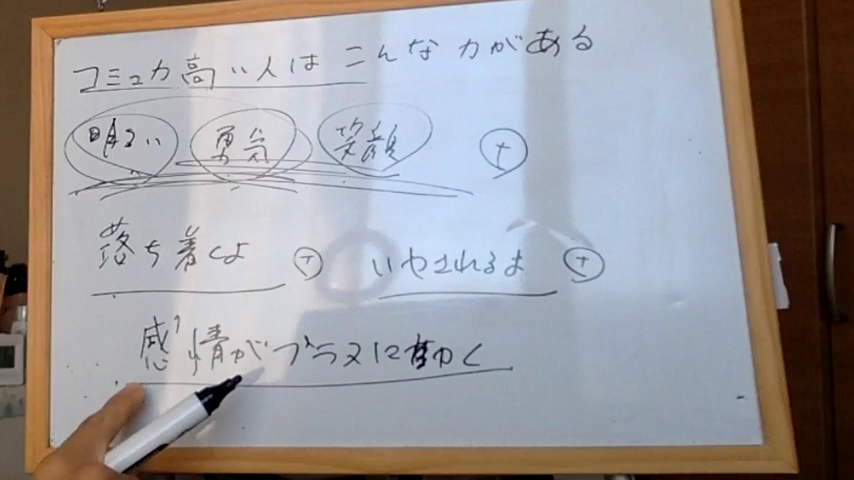 コミュ力高い人は こんな力がある
明るい 勇気 笑顔 +
落ち着くよ + いやされるよ +
感情がプラスに動く